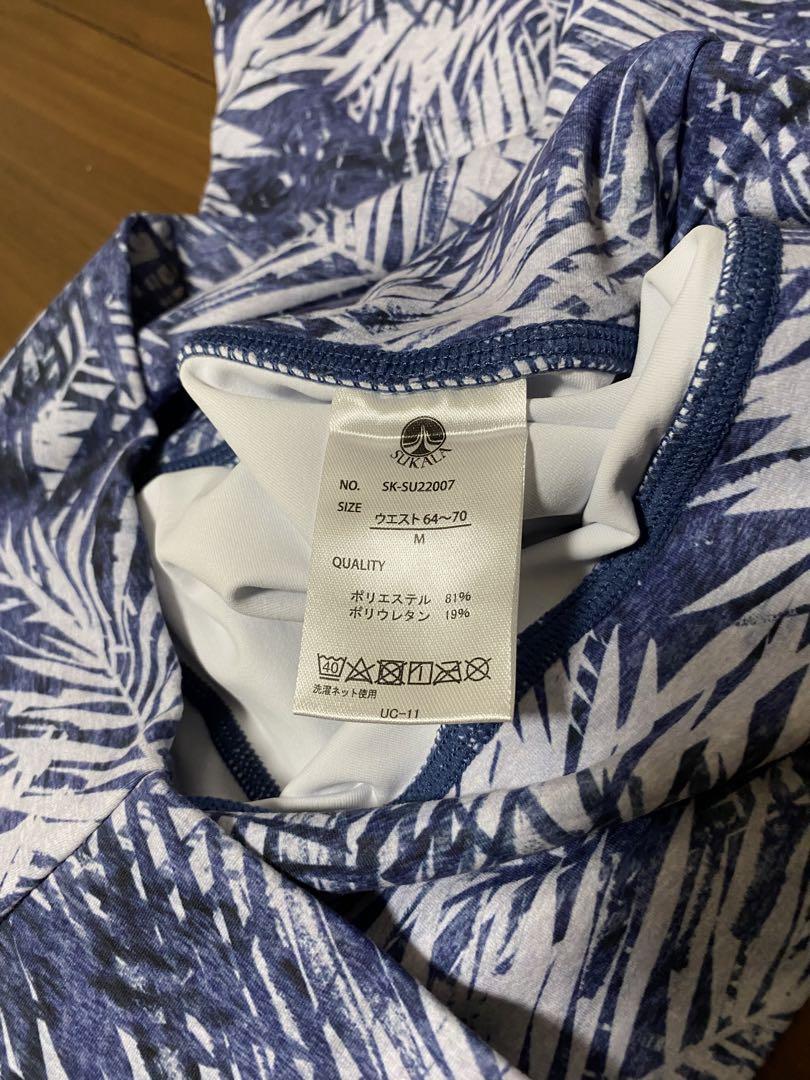 SUKALA
NO. SK-SU22007
SIZE ウエスト64〜70
M
QUALITY
ポリエステル 81%
ポリウレタン 19%
40
洗濯ネット使用
UC-11